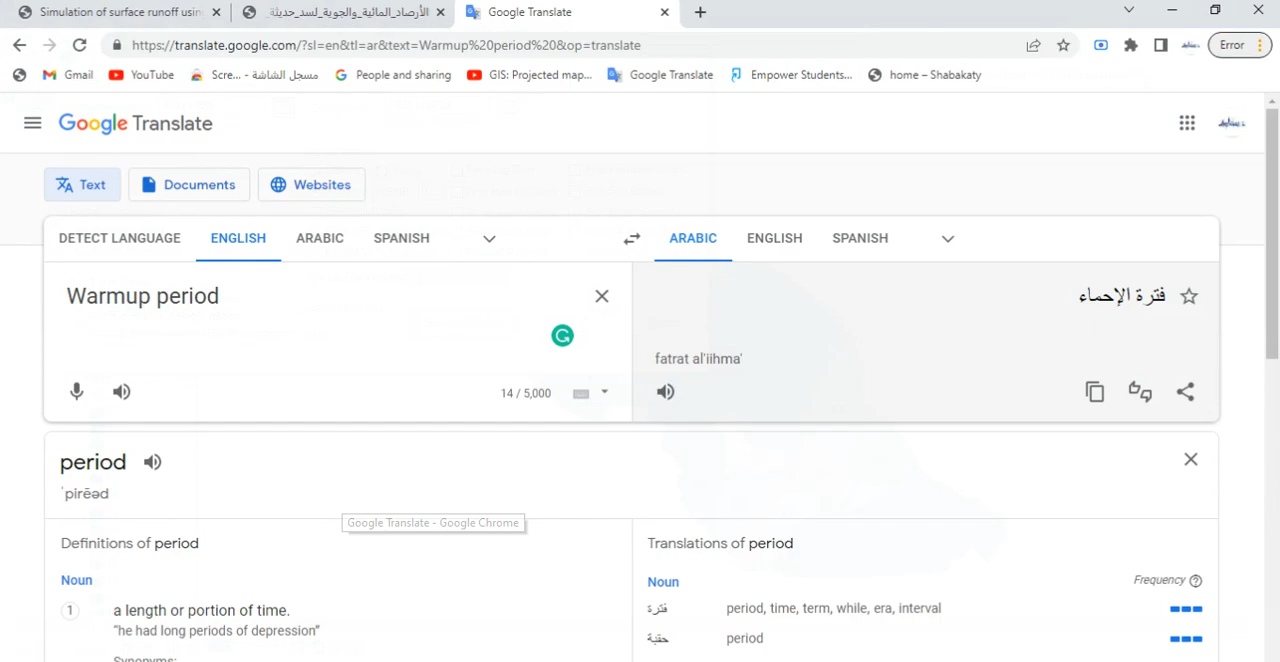 Simulation of surface runoff usin
الأرصاد_المائية_والجوية_لسد_حديثة
Google Translate
https://translate.google.com/?sl=en&tl=ar&text=Warmup%20period%20&op=translate
Error
Gmail
YouTube
Scre... - مسجل الشاشة
People and sharing
GIS: Projected map...
Google Translate
Empower Students...
home – Shabakaty
Google Translate
Text
Documents
Websites
DETECT LANGUAGE
ENGLISH
ARABIC
SPANISH
ARABIC
ENGLISH
SPANISH
Warmup period
فترة الإحماء
fatrat al'iihma'
14 / 5,000
period
ˈpirēəd
Google Translate - Google Chrome
Definitions of period
Noun
1
a length or portion of time.
“he had long periods of depression”
Synonyms:
Translations of period
Noun
Frequency
فترة
period, time, term, while, era, interval
حقبة
period